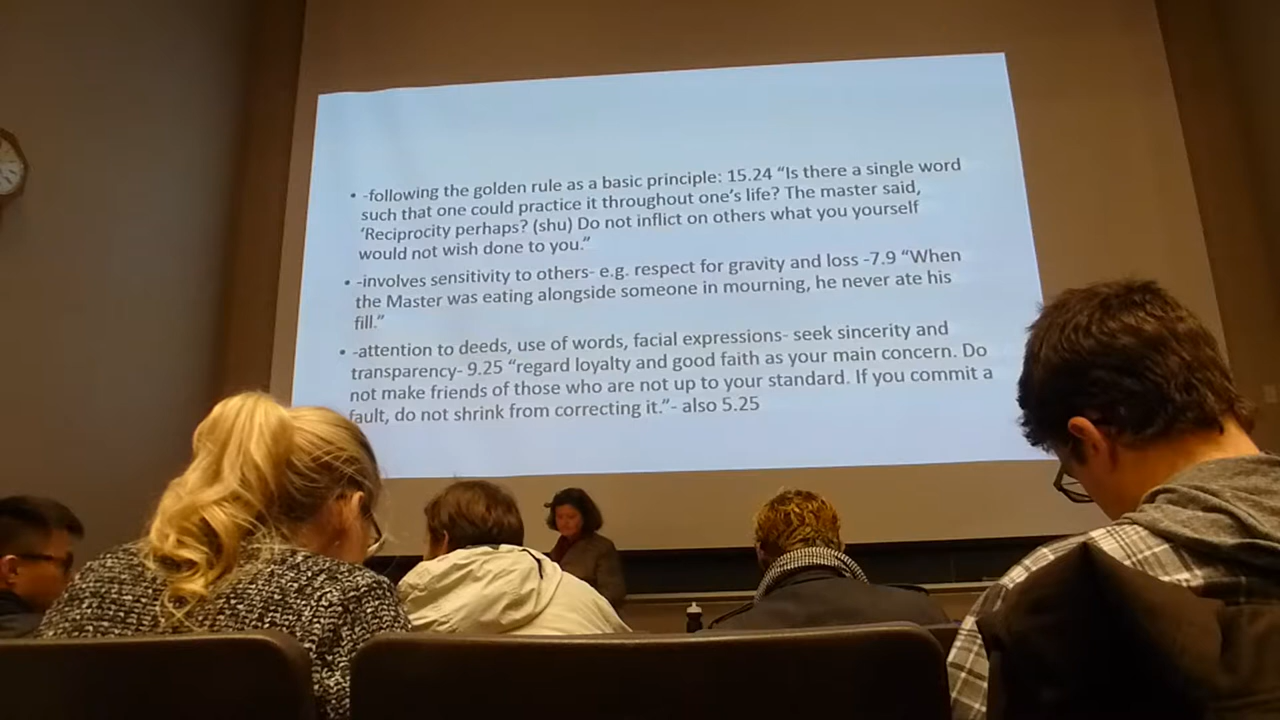 • -following the golden rule as a basic principle: 15.24 “Is there a single word
such that one could practice it throughout one’s life? The master said,
‘Reciprocity perhaps? (shu) Do not inflict on others what you yourself
would not wish done to you.”
• -involves sensitivity to others- e.g. respect for gravity and loss -7.9 “When
the Master was eating alongside someone in mourning, he never ate his
fill.”
• -attention to deeds, use of words, facial expressions- seek sincerity and
transparency- 9.25 “regard loyalty and good faith as your main concern. Do
not make friends of those who are not up to your standard. If you commit a
fault, do not shrink from correcting it.”- also 5.25